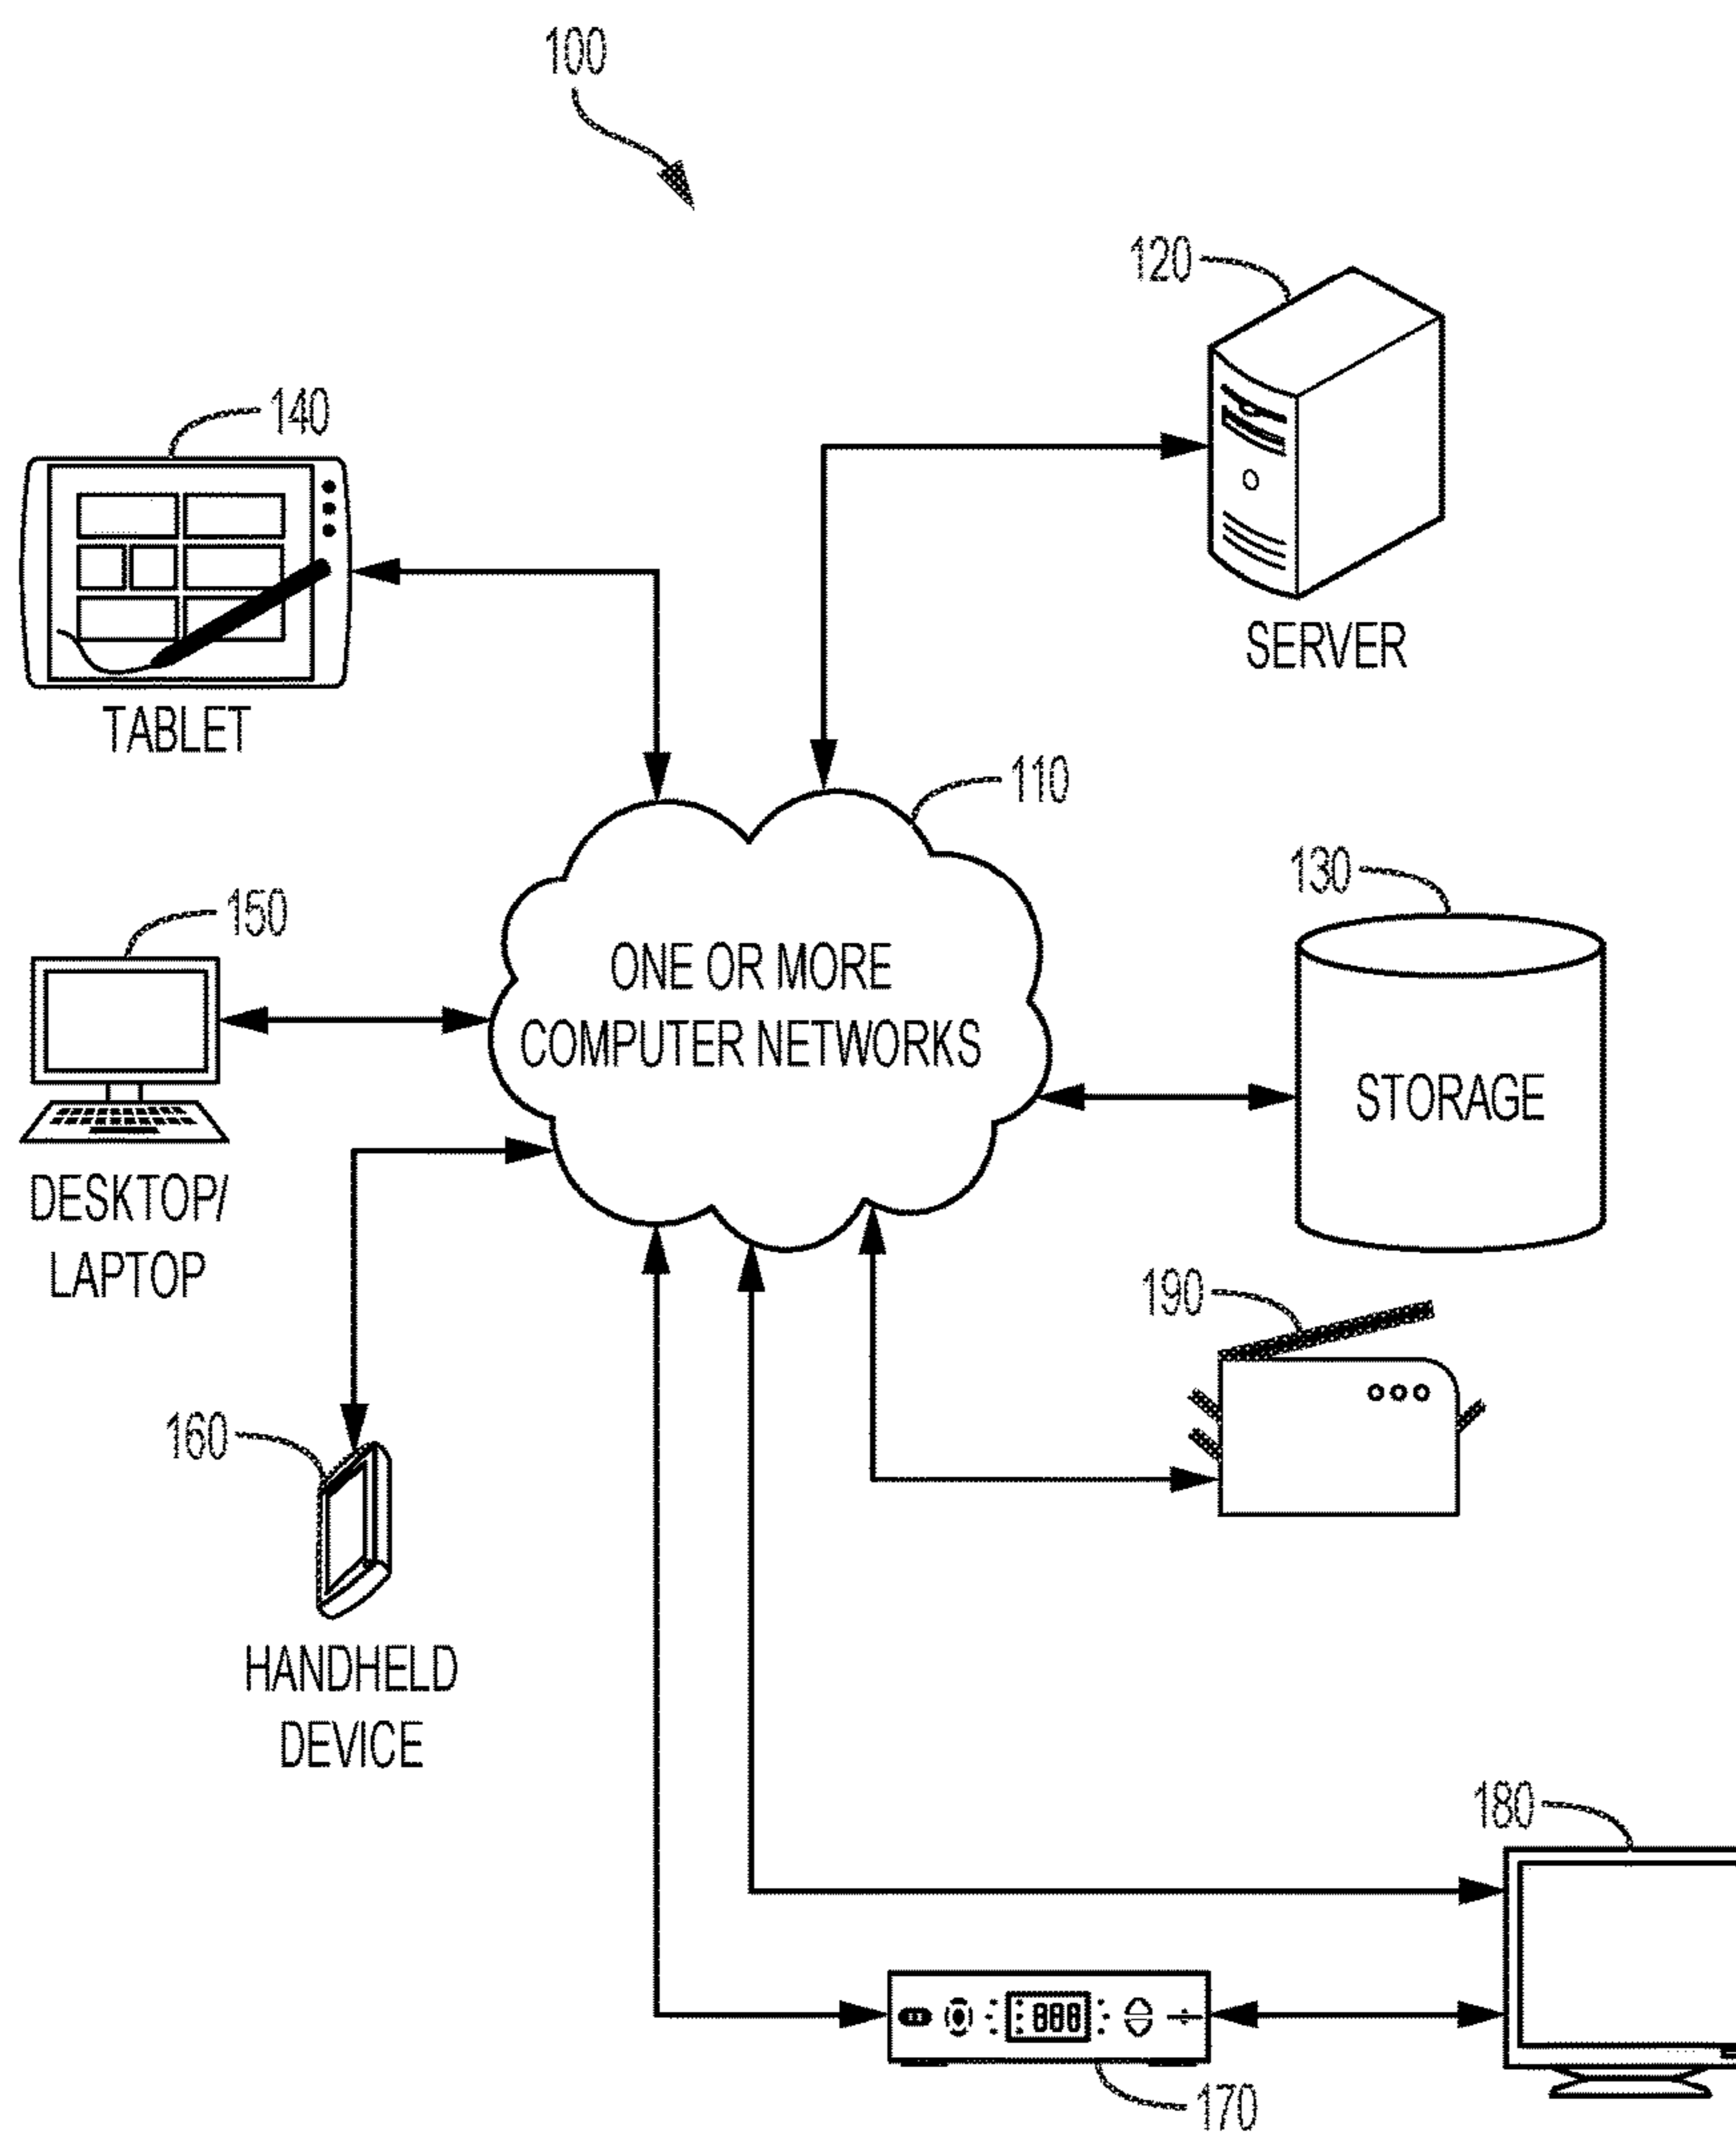 100
120
140
SERVER
TABLET
110
130
150
ONE OR MORE
COMPUTER NETWORKS
STORAGE
DESKTOP/
LAPTOP
190
160
HANDHELD
DEVICE
180
888
170